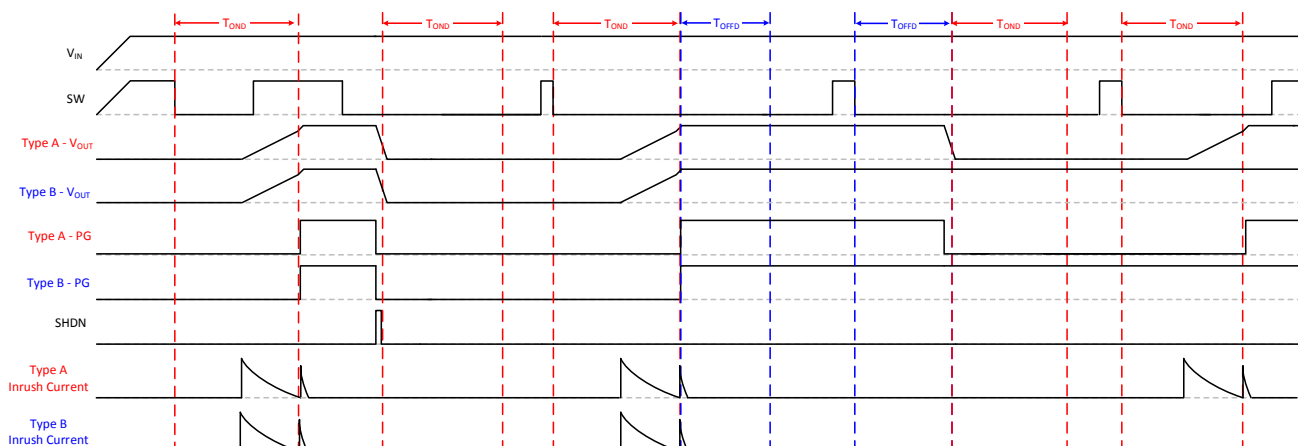 TOND TOND TOND TOFFD TOFFD TOND TOND
VIN
SW
Type A - VOUT
Type B - VOUT
Type A - PG
Type B - PG
SHDN
Type A
Inrush Current
Type B
Inrush Current